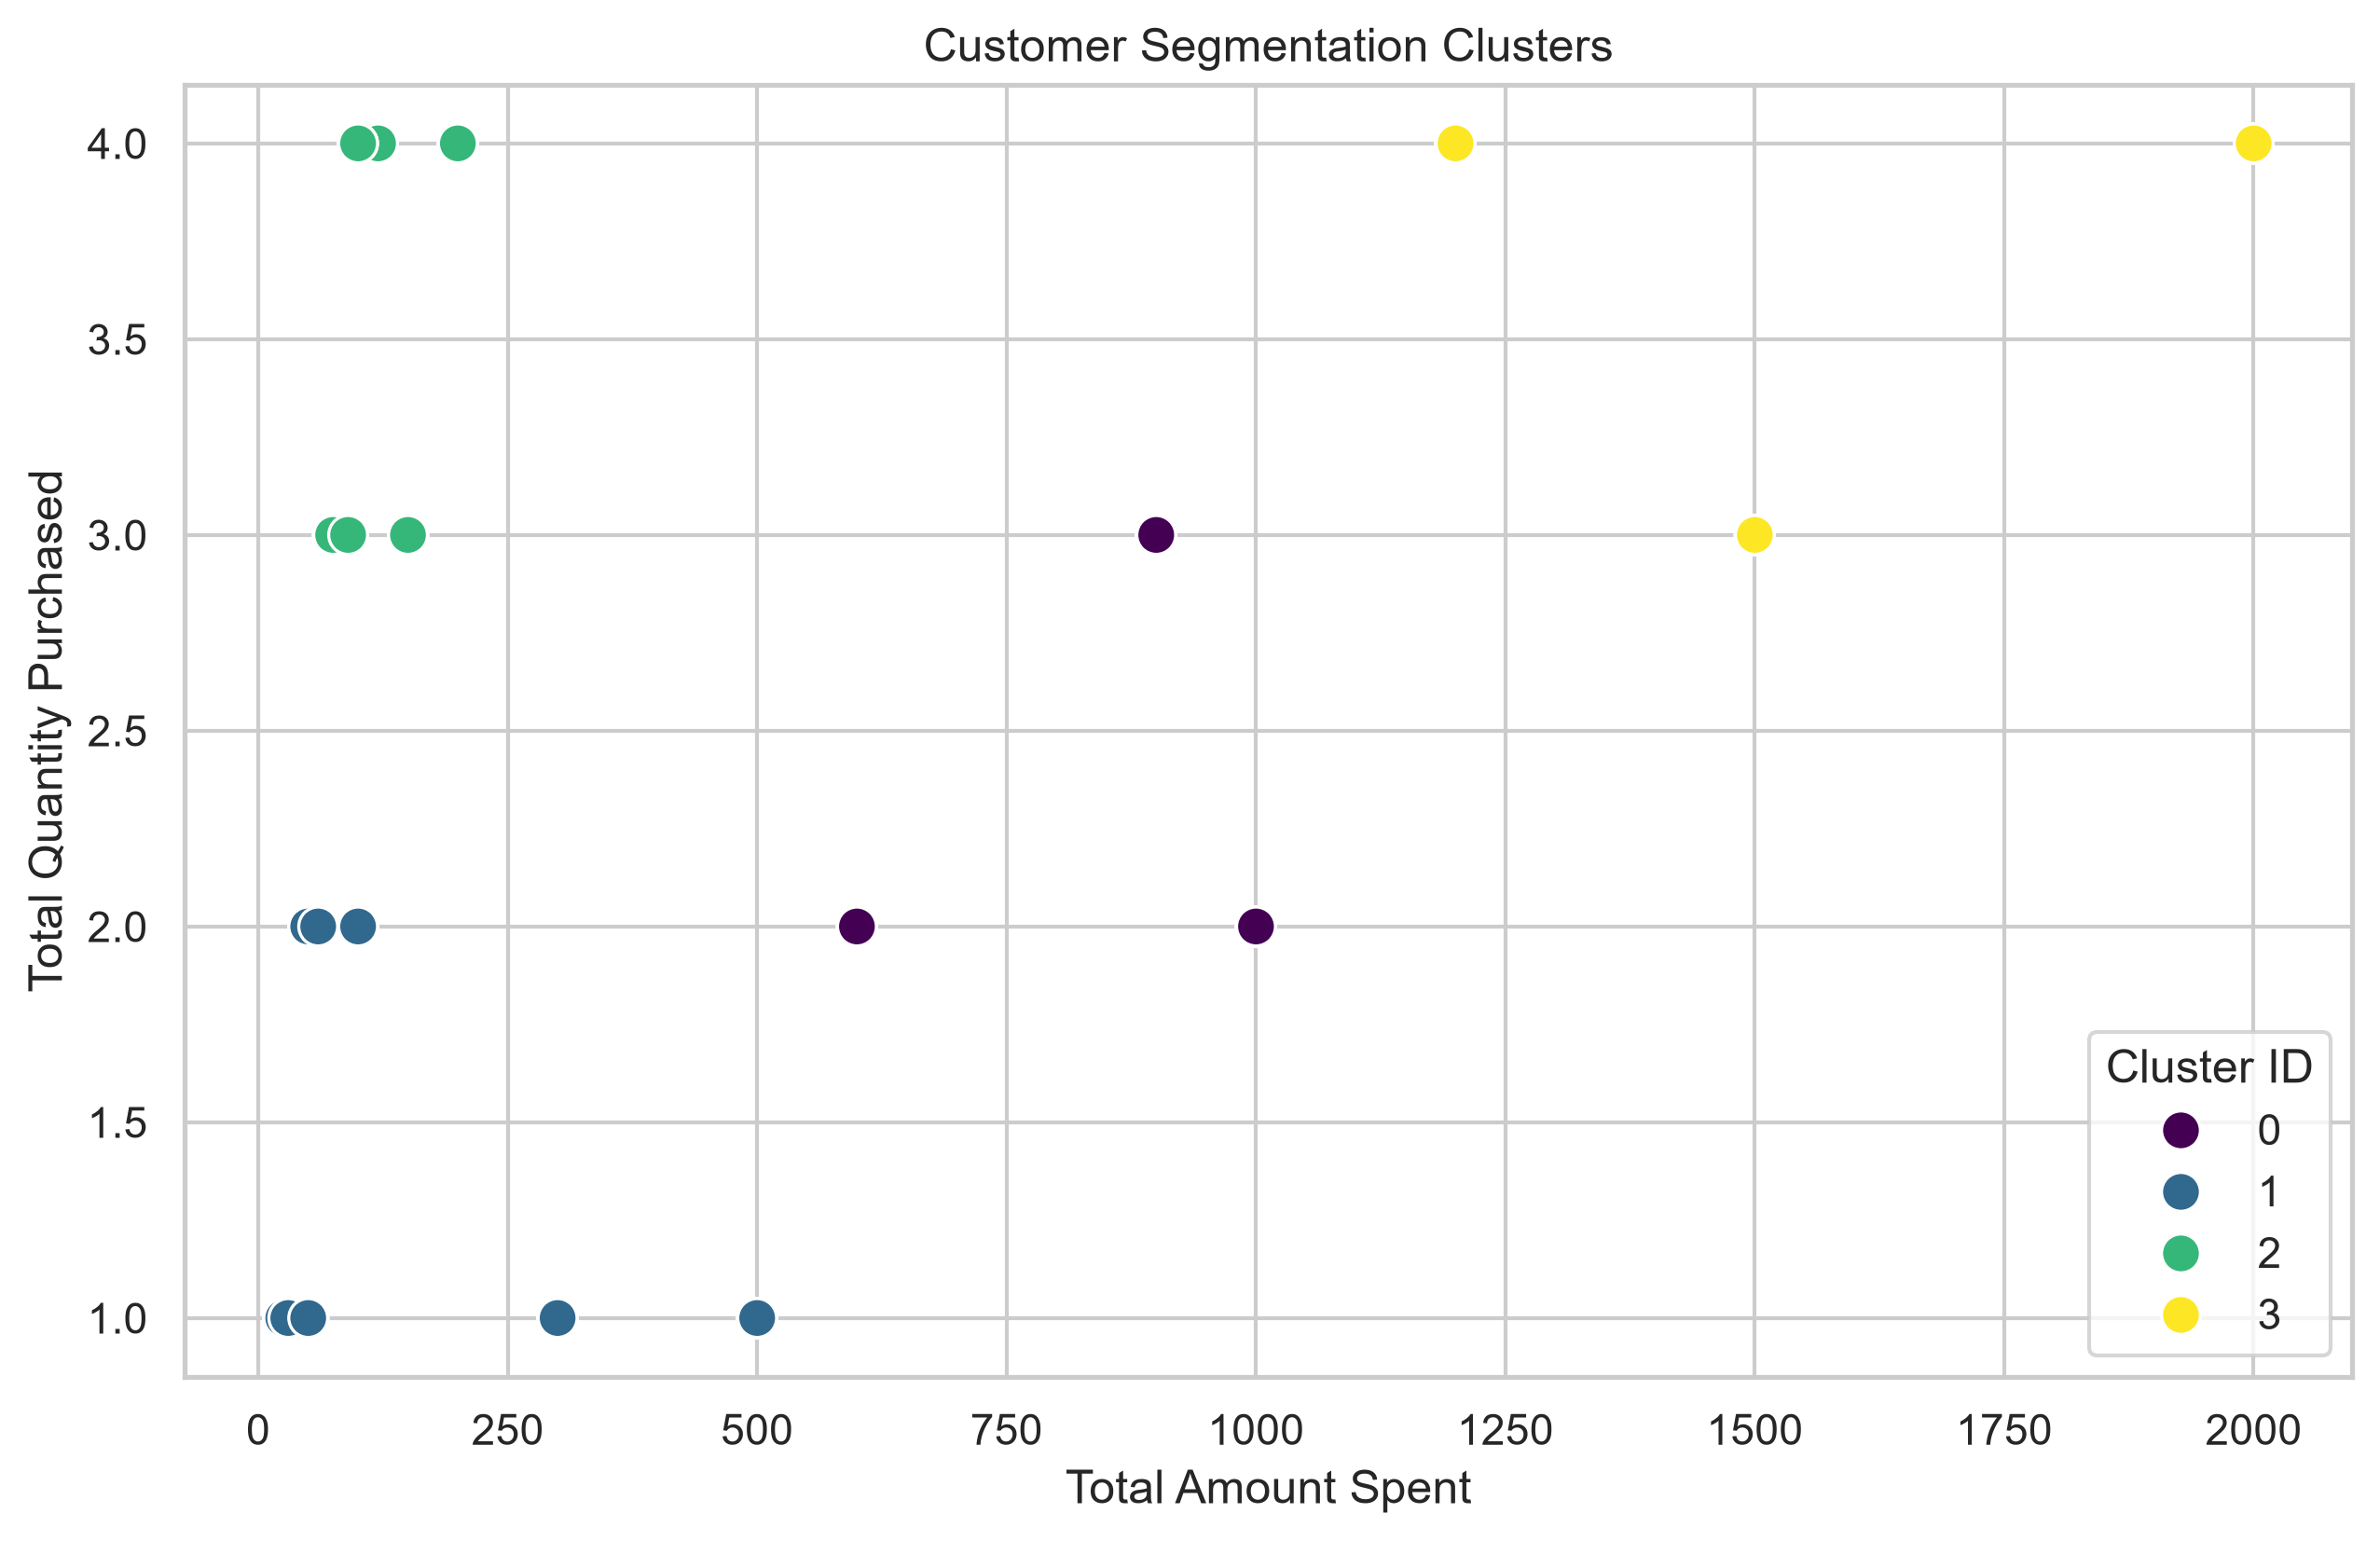 Customer Segmentation Clusters
4.0
3.5
3.0
2.5
2.0
1.5
1.0
Total Quantity Purchased
Cluster ID
0
1
2
3
0 250 500 750 1000 1250 1500 1750 2000
Total Amount Spent